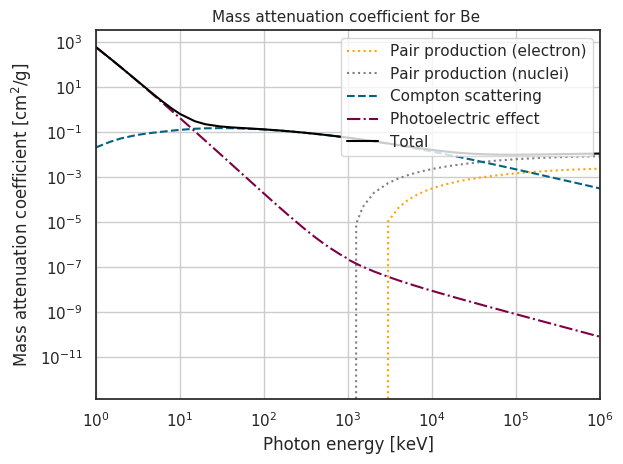 Mass attenuation coefficient for Be
Mass attenuation coefficient [cm²/g]
10³
10¹
10⁻¹
10⁻³
10⁻⁵
10⁻⁷
10⁻⁹
10⁻¹¹
Pair production (electron)
Pair production (nuclei)
Compton scattering
Photoelectric effect
Total
10⁰ 10¹ 10² 10³ 10⁴ 10⁵ 10⁶
Photon energy [keV]